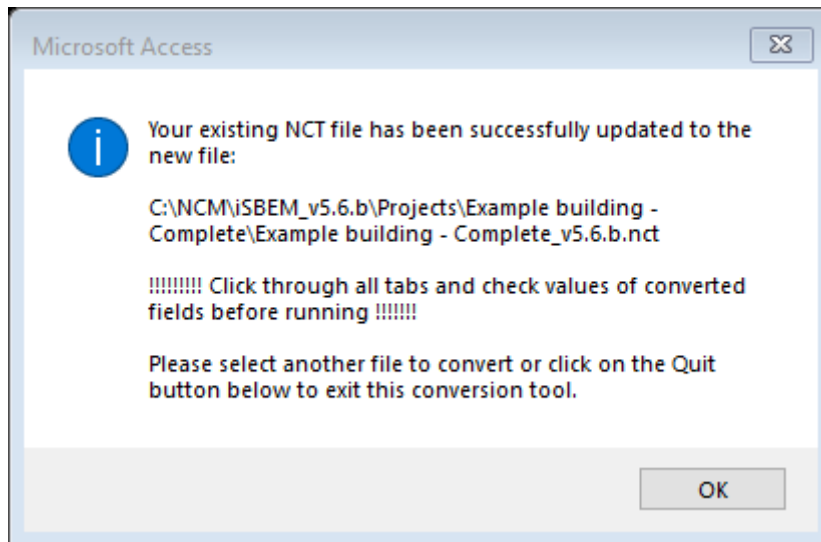 Microsoft Access
Your existing NCT file has been successfully updated to the
new file:
C:\NCM\iSBEM_v5.6.b\Projects\Example building -
Complete\Example building - Complete_v5.6.b.nct
!!!!!!!!! Click through all tabs and check values of converted
fields before running !!!!!!!
Please select another file to convert or click on the Quit
button below to exit this conversion tool.
OK